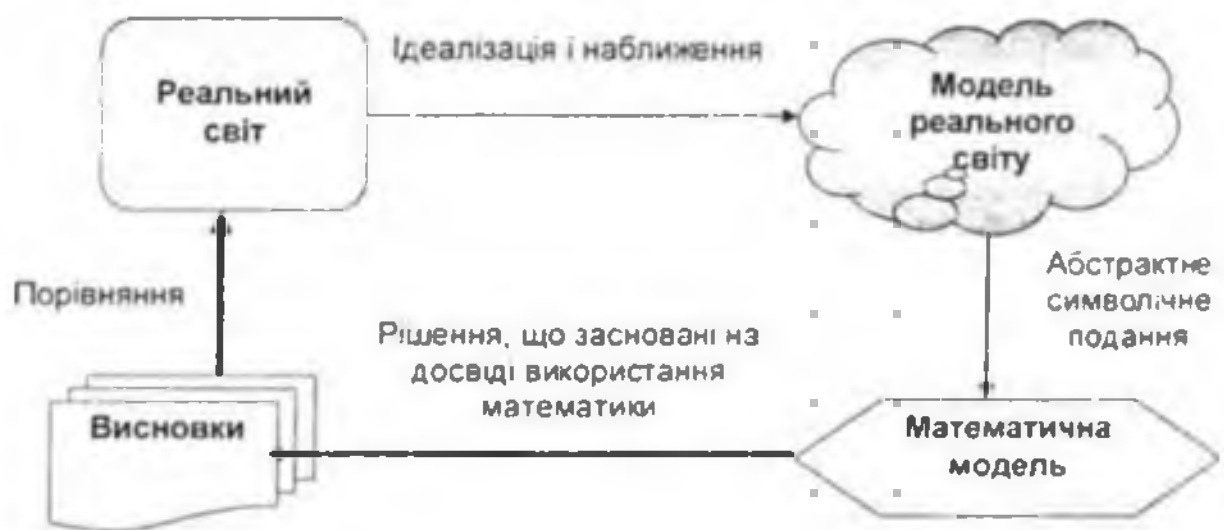 Ідеалізація і наближення
Реальний
світ
Модель
реального
світу
Абстрактне
символічне
подання
Порівняння
Рішення, що засновані на
досвіді використання
математики
Висновки
Математична
модель